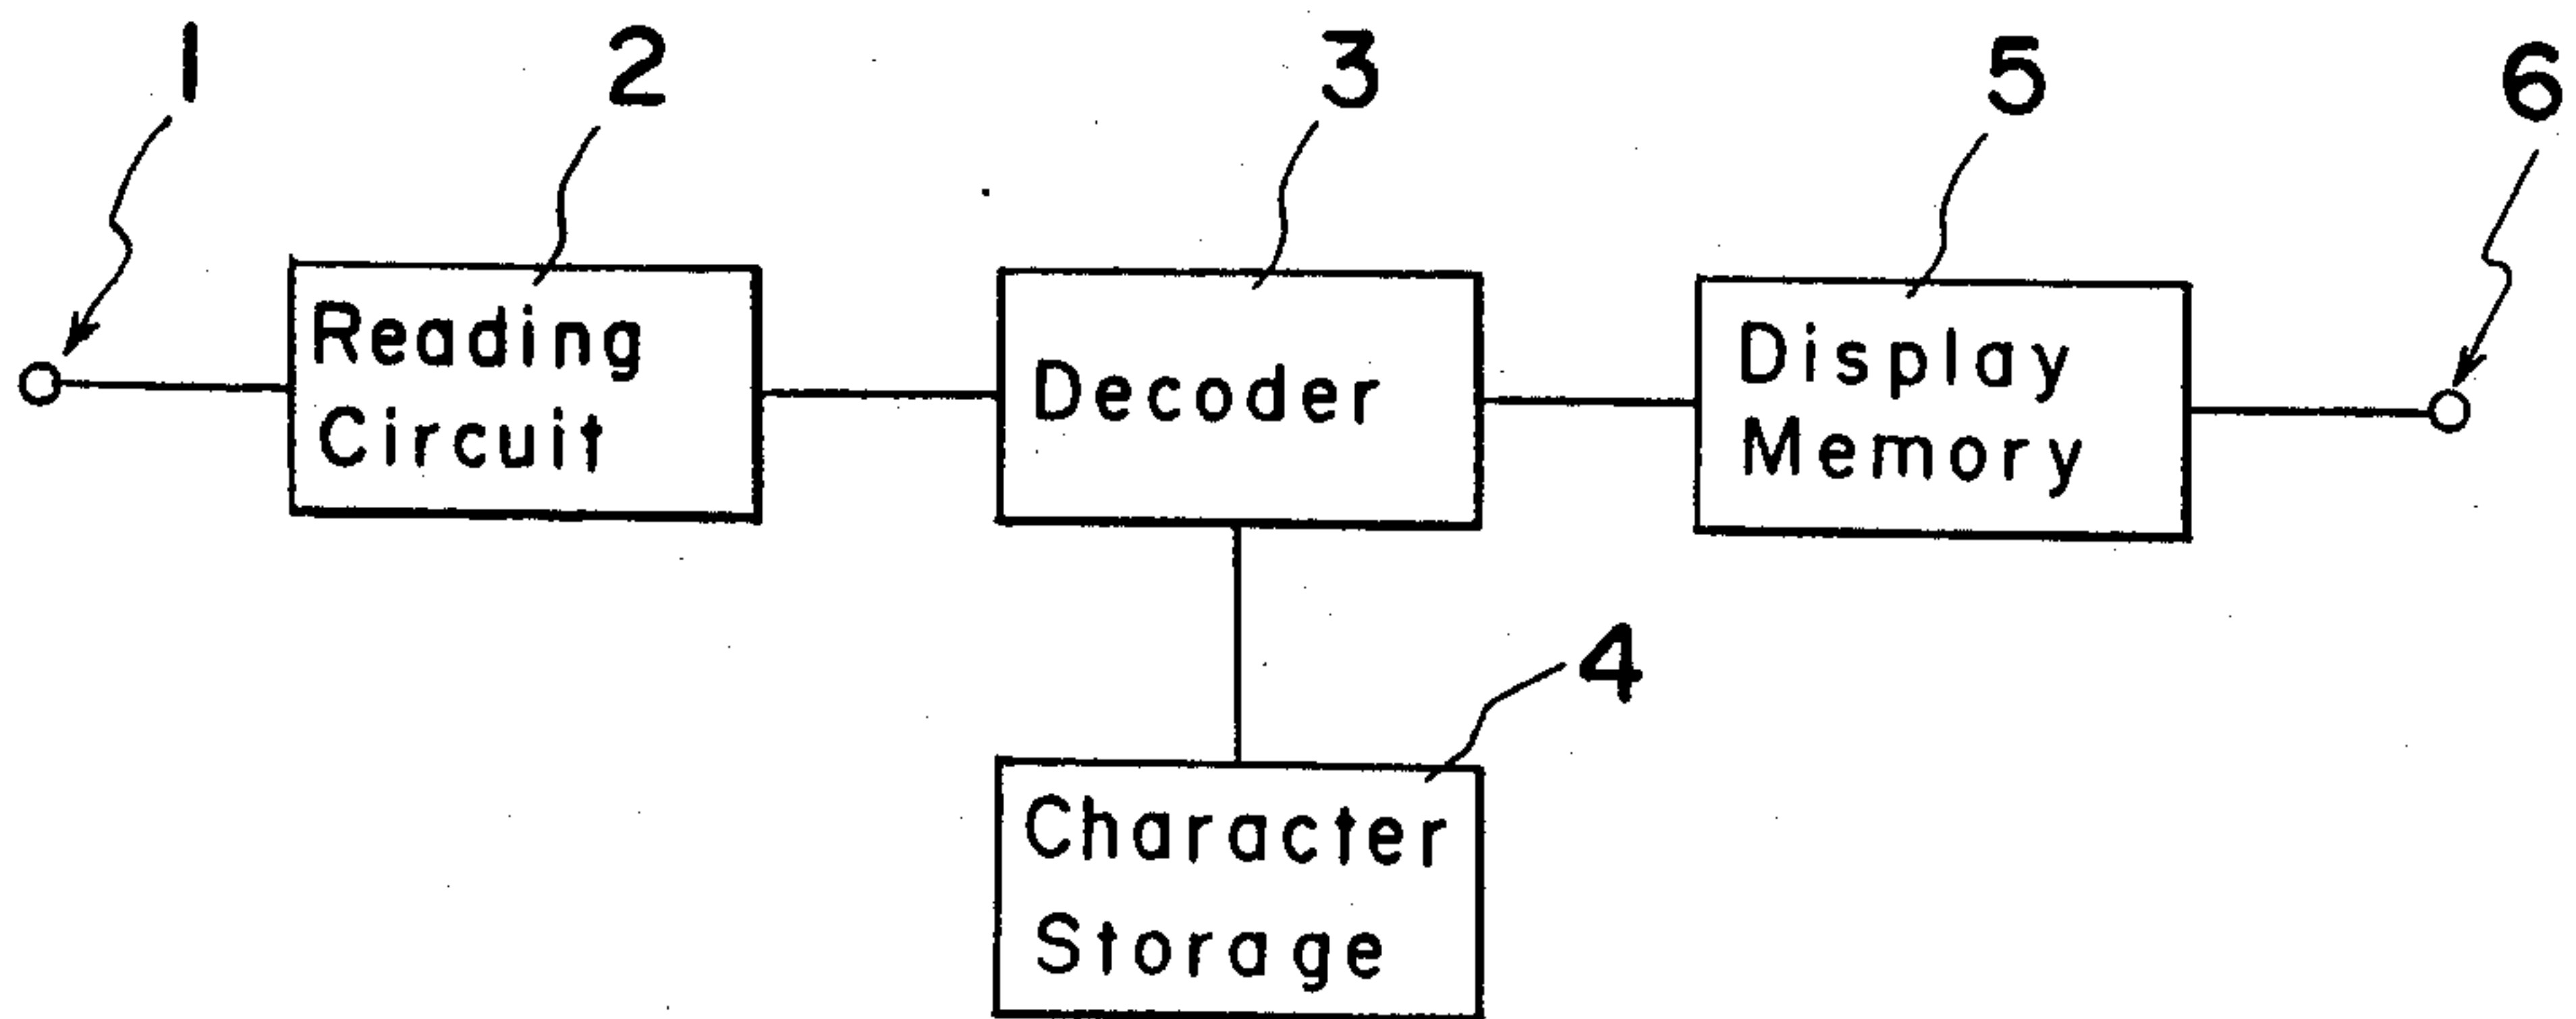 1
2
3
5
6
Reading
Circuit
Decoder
Display
Memory
4
Character
Storage